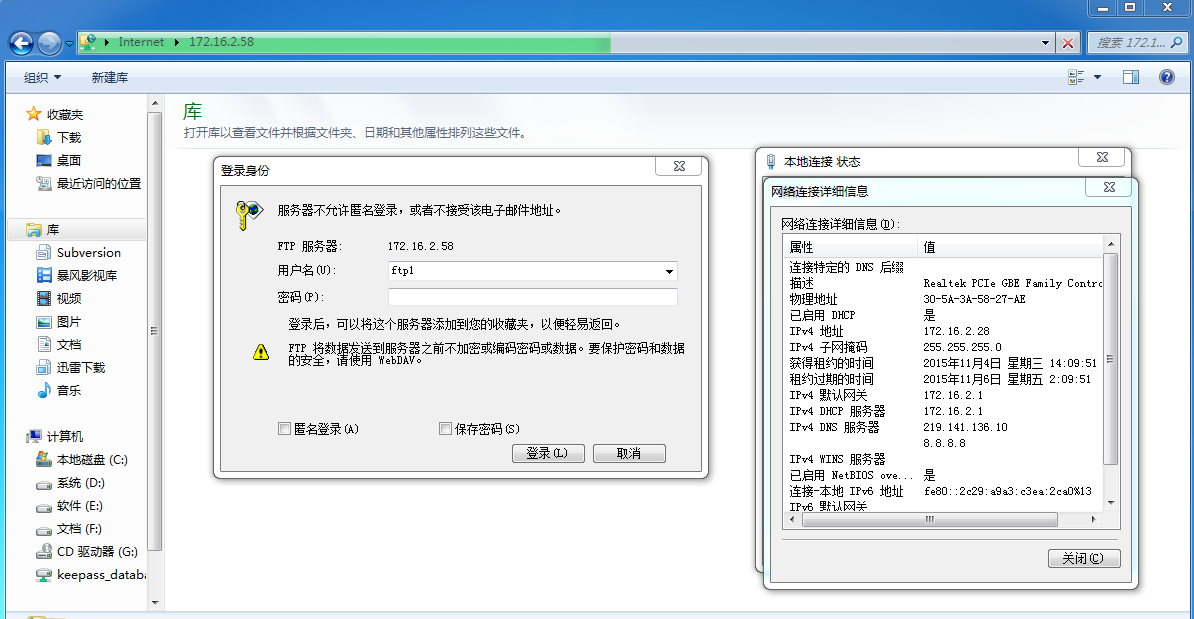 Internet ▸ 172.16.2.58
搜索 172.1...
组织 新建库
收藏夹
下载
桌面
最近访问的位置
库
Subversion
暴风影视库
视频
图片
文档
迅雷下载
音乐
计算机
本地磁盘 (C:)
系统 (D:)
软件 (E:)
文档 (F:)
CD 驱动器 (G:)
keepass_datab
库
打开库以查看文件并根据文件夹、日期和其他属性排列这些文件。
登录身份
服务器不允许匿名登录，或者不接受该电子邮件地址。
FTP 服务器: 172.16.2.58
用户名(U): ftp1
密码(P):
登录后，可以将这个服务器添加到您的收藏夹，以便轻易返回。
FTP 将数据发送到服务器之前不加密或编码密码或数据。要保护密码和数据
的安全，请使用 WebDAV。
匿名登录(A) 保存密码(S)
登录(L) 取消
本地连接 状态
网络连接详细信息
网络连接详细信息(D):
属性 值
连接特定的 DNS 后缀
描述 Realtek PCIe GBE Family Contro
物理地址 30-5A-3A-58-27-AE
已启用 DHCP 是
IPv4 地址 172.16.2.28
IPv4 子网掩码 255.255.255.0
获得租约的时间 2015年11月4日 星期三 14:09:51
租约过期的时间 2015年11月6日 星期五 2:09:51
IPv4 默认网关 172.16.2.1
IPv4 DHCP 服务器 172.16.2.1
IPv4 DNS 服务器 219.141.136.10
8.8.8.8
IPv4 WINS 服务器
已启用 NetBIOS ove... 是
连接-本地 IPv6 地址 fe80::2c29:a9a3:c3ea:2ca0%13
IPv6 默认网关
关闭(C)